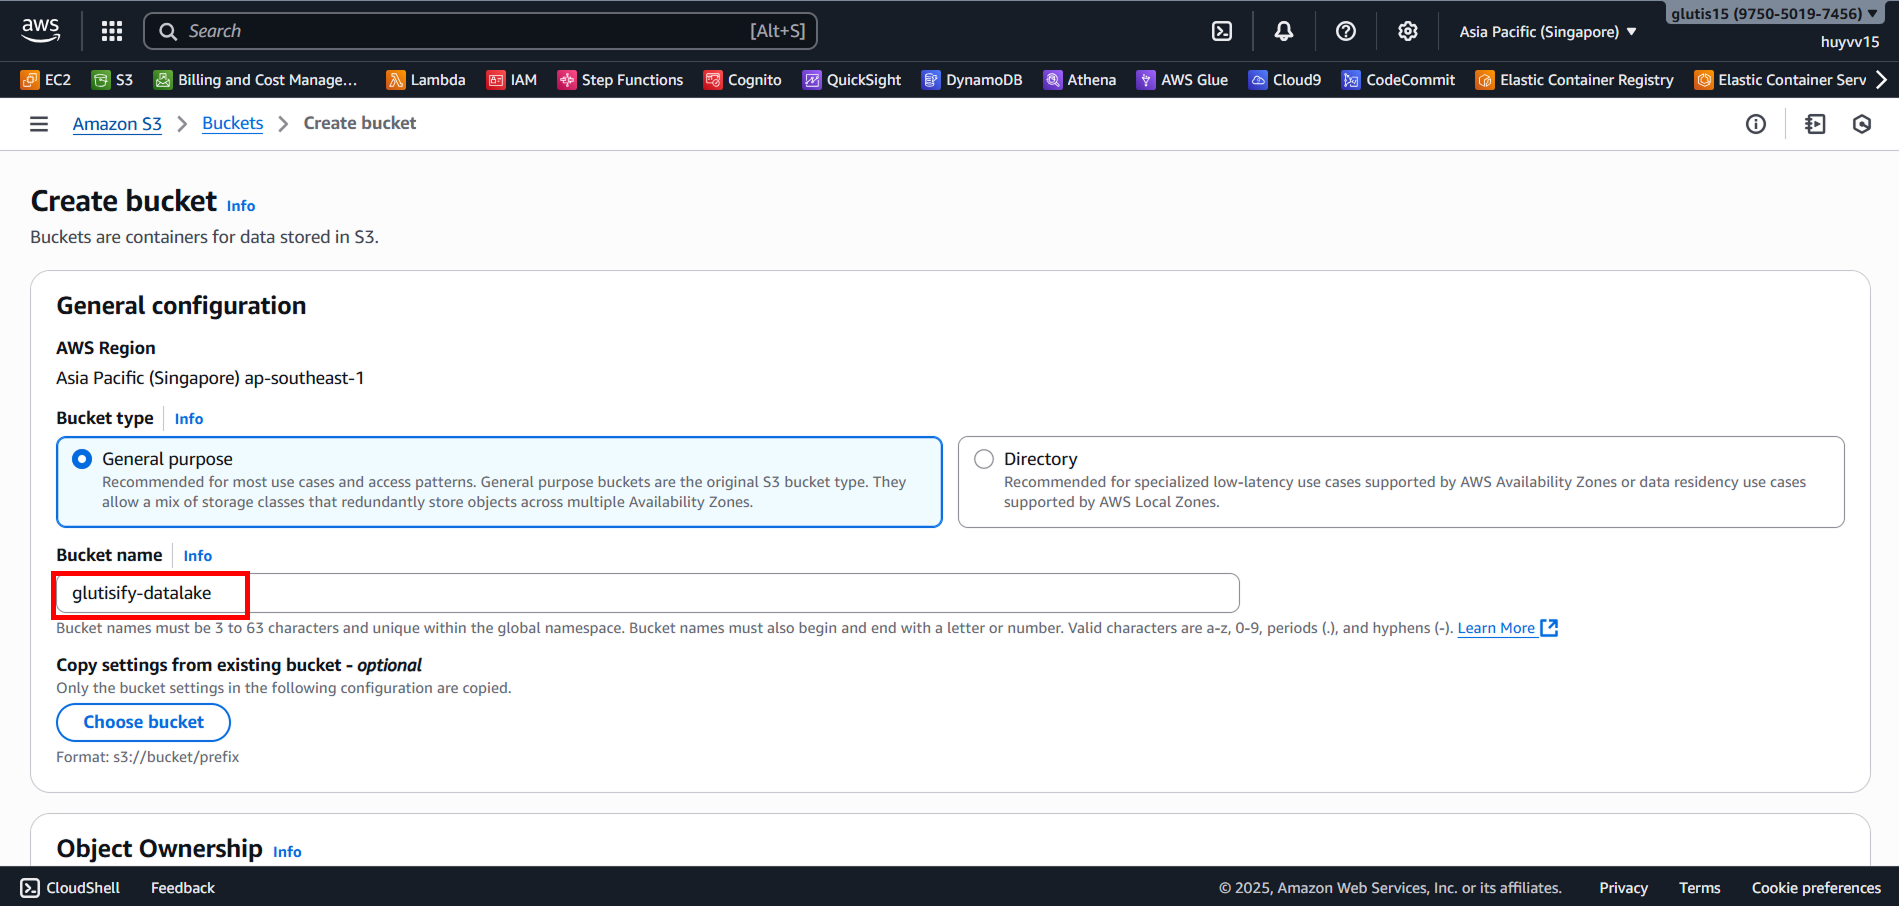 aws
Search [Alt+S]
Asia Pacific (Singapore) ▼
glutis15 (9750-5019-7456) ▼
huyvv15
EC2 S3 Billing and Cost Manage... Lambda IAM Step Functions Cognito QuickSight DynamoDB Athena AWS Glue Cloud9 CodeCommit Elastic Container Registry Elastic Container Serv
Amazon S3 > Buckets > Create bucket
Create bucket Info
Buckets are containers for data stored in S3.
General configuration
AWS Region
Asia Pacific (Singapore) ap-southeast-1
Bucket type Info
General purpose
Recommended for most use cases and access patterns. General purpose buckets are the original S3 bucket type. They
allow a mix of storage classes that redundantly store objects across multiple Availability Zones.
Directory
Recommended for specialized low-latency use cases supported by AWS Availability Zones or data residency use cases
supported by AWS Local Zones.
Bucket name Info
glutisify-datalake
Bucket names must be 3 to 63 characters and unique within the global namespace. Bucket names must also begin and end with a letter or number. Valid characters are a-z, 0-9, periods (.), and hyphens (-). Learn More
Copy settings from existing bucket - optional
Only the bucket settings in the following configuration are copied.
Choose bucket
Format: s3://bucket/prefix
Object Ownership Info
CloudShell Feedback © 2025, Amazon Web Services, Inc. or its affiliates. Privacy Terms Cookie preferences